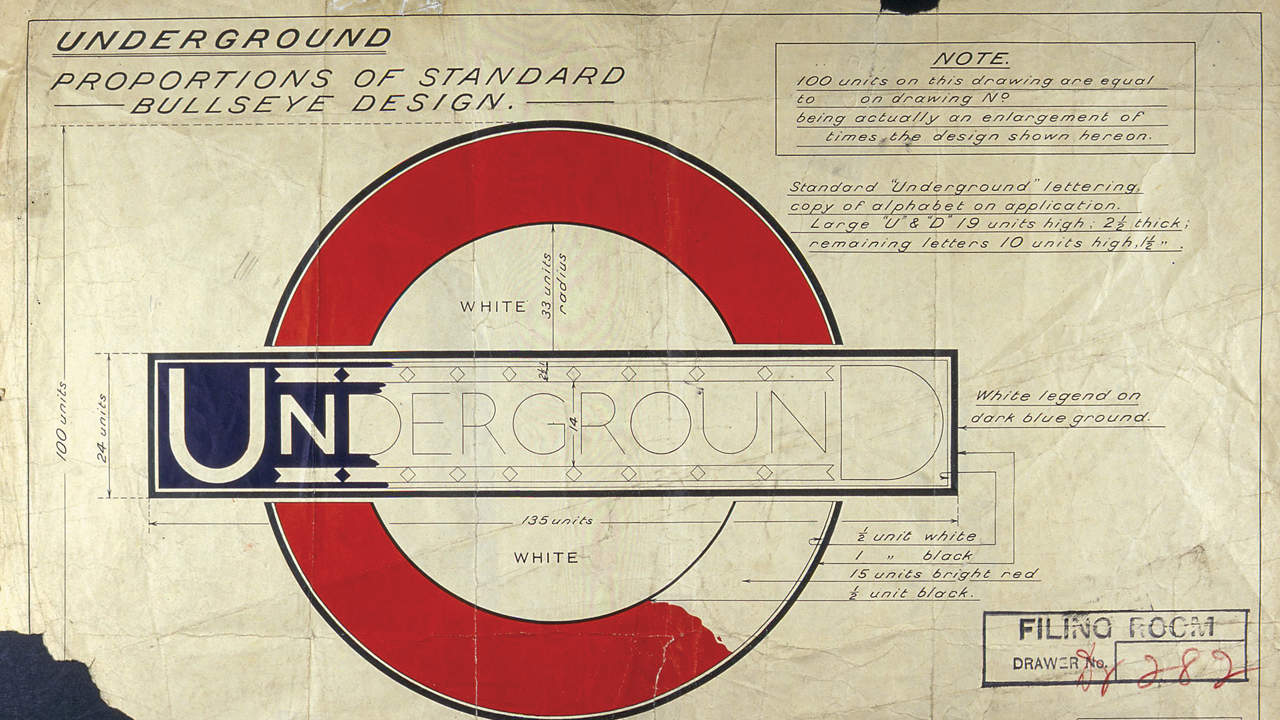 UNDERGROUND
PROPORTIONS OF STANDARD
BULLSEYE DESIGN.
NOTE.
100 units on this drawing are equal
to on drawing No
being actually an enlargement of
times the design shown hereon.
Standard "Underground" lettering,
copy of alphabet on application.
Large "U" & "D" 19 units high: 2½ thick;
remaining letters 10 units high, 1½ " .
33 units
radius
WHITE
100 units
24 units
2½
14
UNDERGROUND
White legend on
dark blue ground.
135 units
WHITE
½ unit white
1 " black
15 units bright red
½ unit black.
FILING ROOM
DRAWER No. 282